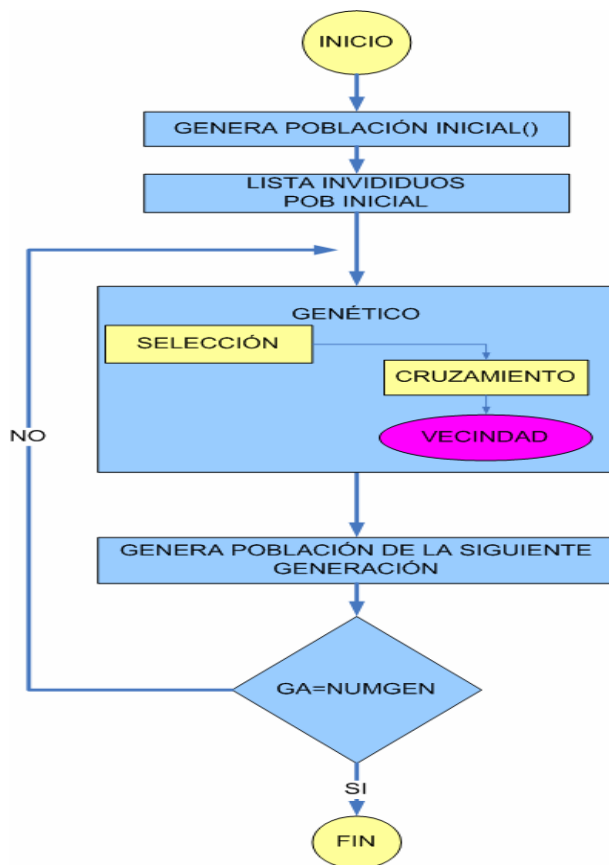 INICIO
GENERA POBLACIÓN INICIAL()
LISTA INVIDIDUOS
POB INICIAL
GENÉTICO
SELECCIÓN
CRUZAMIENTO
VECINDAD
NO
GENERA POBLACIÓN DE LA SIGUIENTE
GENERACIÓN
GA=NUMGEN
SI
FIN